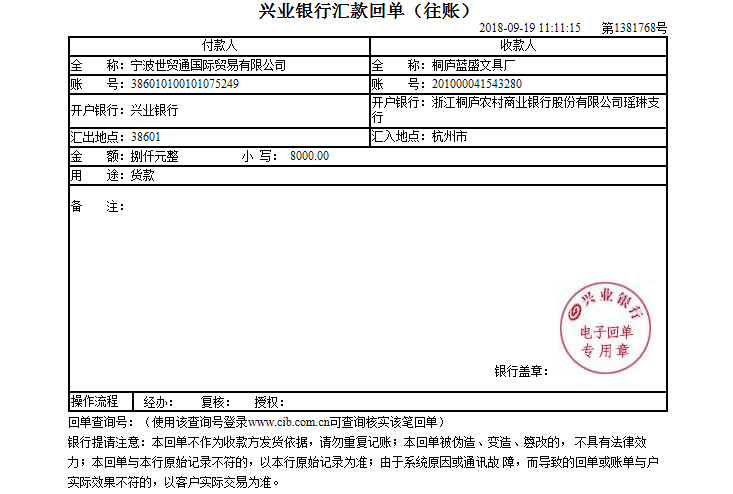 兴业银行汇款回单（往账）
2018-09-19 11:11:15 第1381768号
付款人 收款人
全 称：宁波世贸通国际贸易有限公司 全 称：桐庐蓝盛文具厂
账 号：386010100101075249 账 号：201000041543280
开户银行：兴业银行 开户银行：浙江桐庐农村商业银行股份有限公司瑶琳支
行
汇出地点：38601 汇入地点：杭州市
金 额：捌仟元整 小 写： 8000.00
用 途：货款
备 注：
兴业银行
电子回单
专用章
银行盖章：
操作流程 经办： 复核： 授权：
回单查询号：（使用该查询号登录www.cib.com.cn可查询核实该笔回单）
银行提请注意：本回单不作为收款方发货依据，请勿重复记账；本回单被伪造、变造、篡改的， 不具有法律效
力；本回单与本行原始记录不符的，以本行原始记录为准；由于系统原因或通讯故 障，而导致的回单或账单与户
实际效果不符的，以客户实际交易为准。